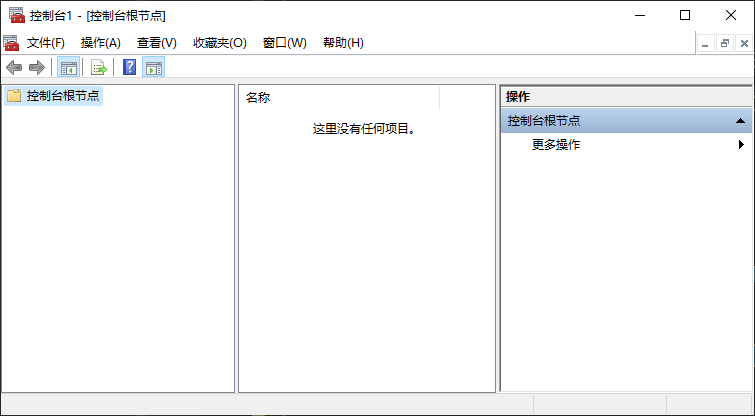 控制台1 - [控制台根节点]
文件(F) 操作(A) 查看(V) 收藏夹(O) 窗口(W) 帮助(H)
控制台根节点
名称
这里没有任何项目。
操作
控制台根节点
更多操作